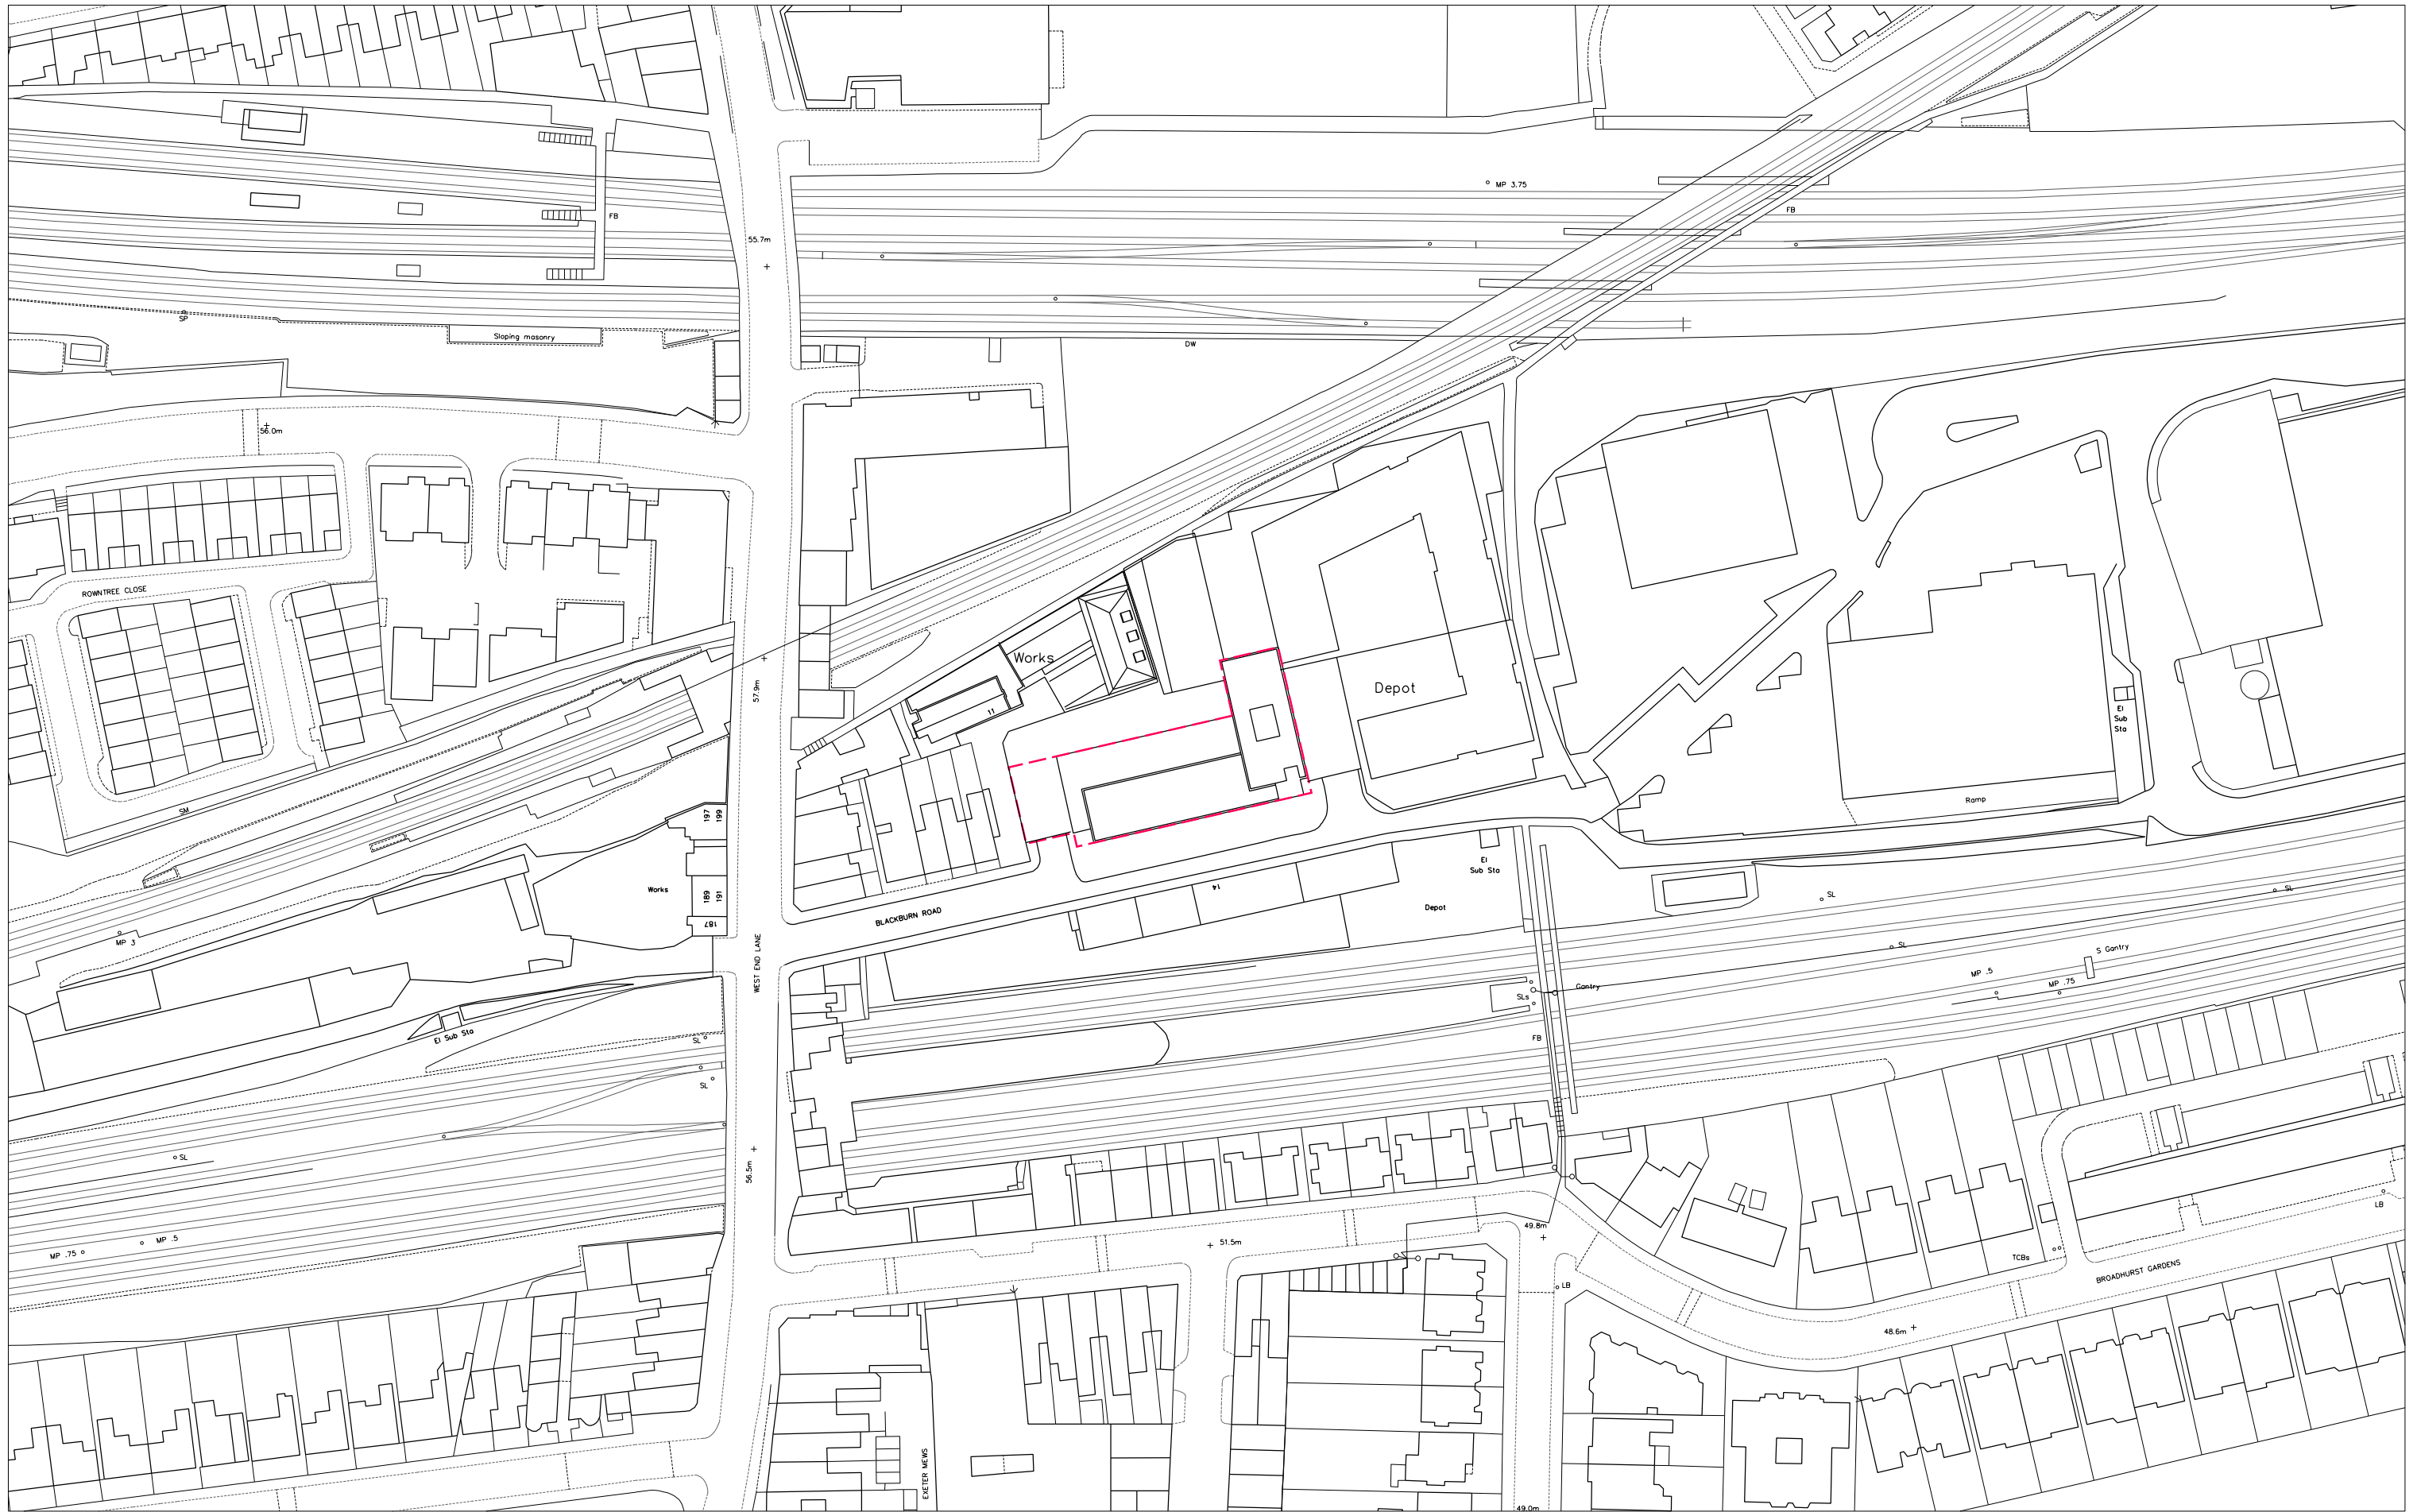 MP 3.75
FB
FB
55.7m
SP
Sloping masonry
DW
56.0m
ROWNTREE CLOSE
Works
57.9m
11
Depot
El
Sub
Sta
SM
Ramp
197
199
Works
189
191
187
El
Sub Sta
14
Depot
BLACKBURN ROAD
SL
SL
MP 3
WEST END LANE
SL
S Gantry
MP .5
MP .75
Gantry
SLs
El Sub Sta
SL
FB
SL
SL
56.5m
49.8m
51.5m
LB
MP .5
MP .75
TCBs
BROADHURST GARDENS
LB
48.6m
EXETER MEWS
49.0m